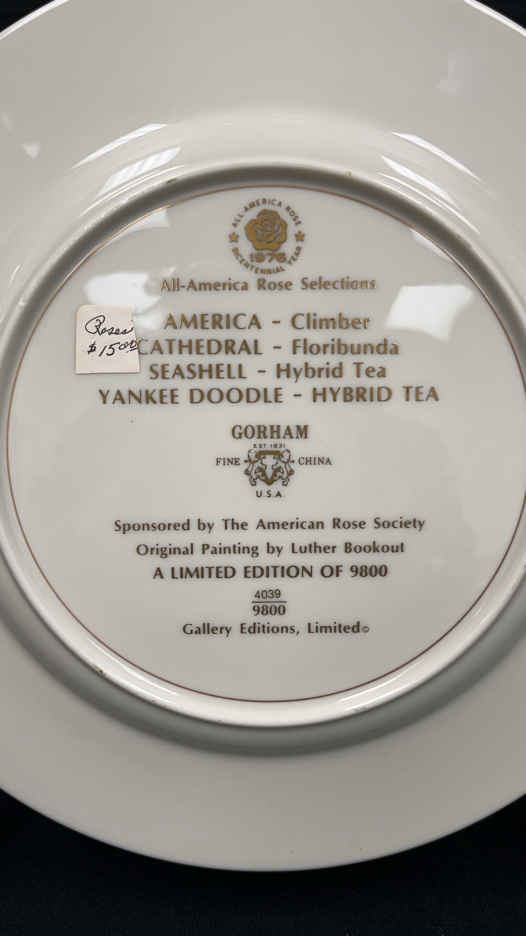 ALL-AMERICA ROSE
1976
BICENTENNIAL YEAR
All-America Rose Selections
AMERICA - Climber
Roses
$15.00
CATHEDRAL - Floribunda
SEASHELL - Hybrid Tea
YANKEE DOODLE - HYBRID TEA
GORHAM
EST. 1831
FINE CHINA
U.S.A.
Sponsored by The American Rose Society
Original Painting by Luther Bookout
A LIMITED EDITION OF 9800
4039
9800
Gallery Editions, Limited©